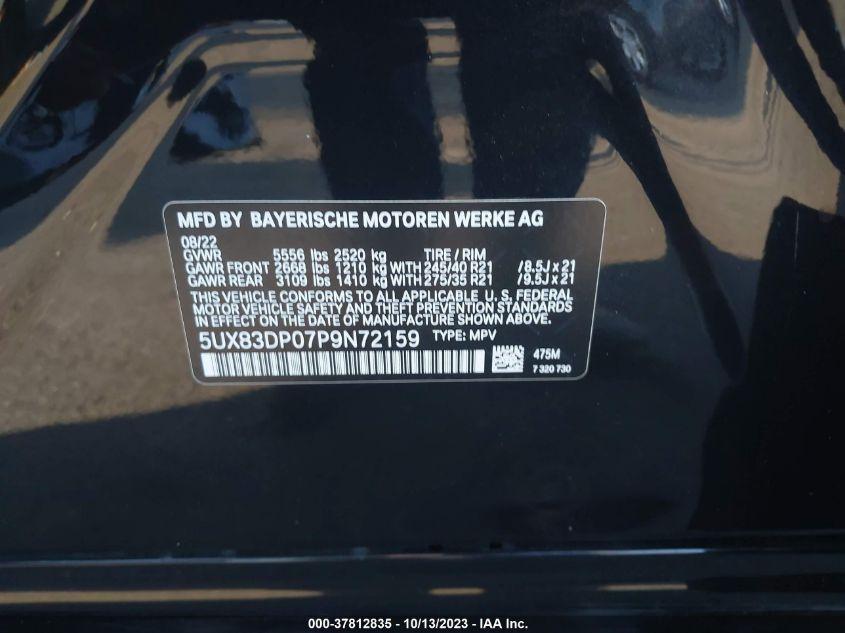 MFD BY BAYERISCHE MOTOREN WERKE AG
08/22
GVWR 5556 lbs 2520 kg TIRE / RIM
GAWR FRONT 2668 lbs 1210 kg WITH 245/40 R21 /8.5J x 21
GAWR REAR 3109 lbs 1410 kg WITH 275/35 R21 /9.5J x 21
THIS VEHICLE CONFORMS TO ALL APPLICABLE U. S. FEDERAL
MOTOR VEHICLE SAFETY AND THEFT PREVENTION STANDARDS
IN EFFECT ON THE DATE OF MANUFACTURE SHOWN ABOVE.
5UX83DP07P9N72159 TYPE: MPV
475M
7 320 730
000-37812835 - 10/13/2023 - IAA Inc.